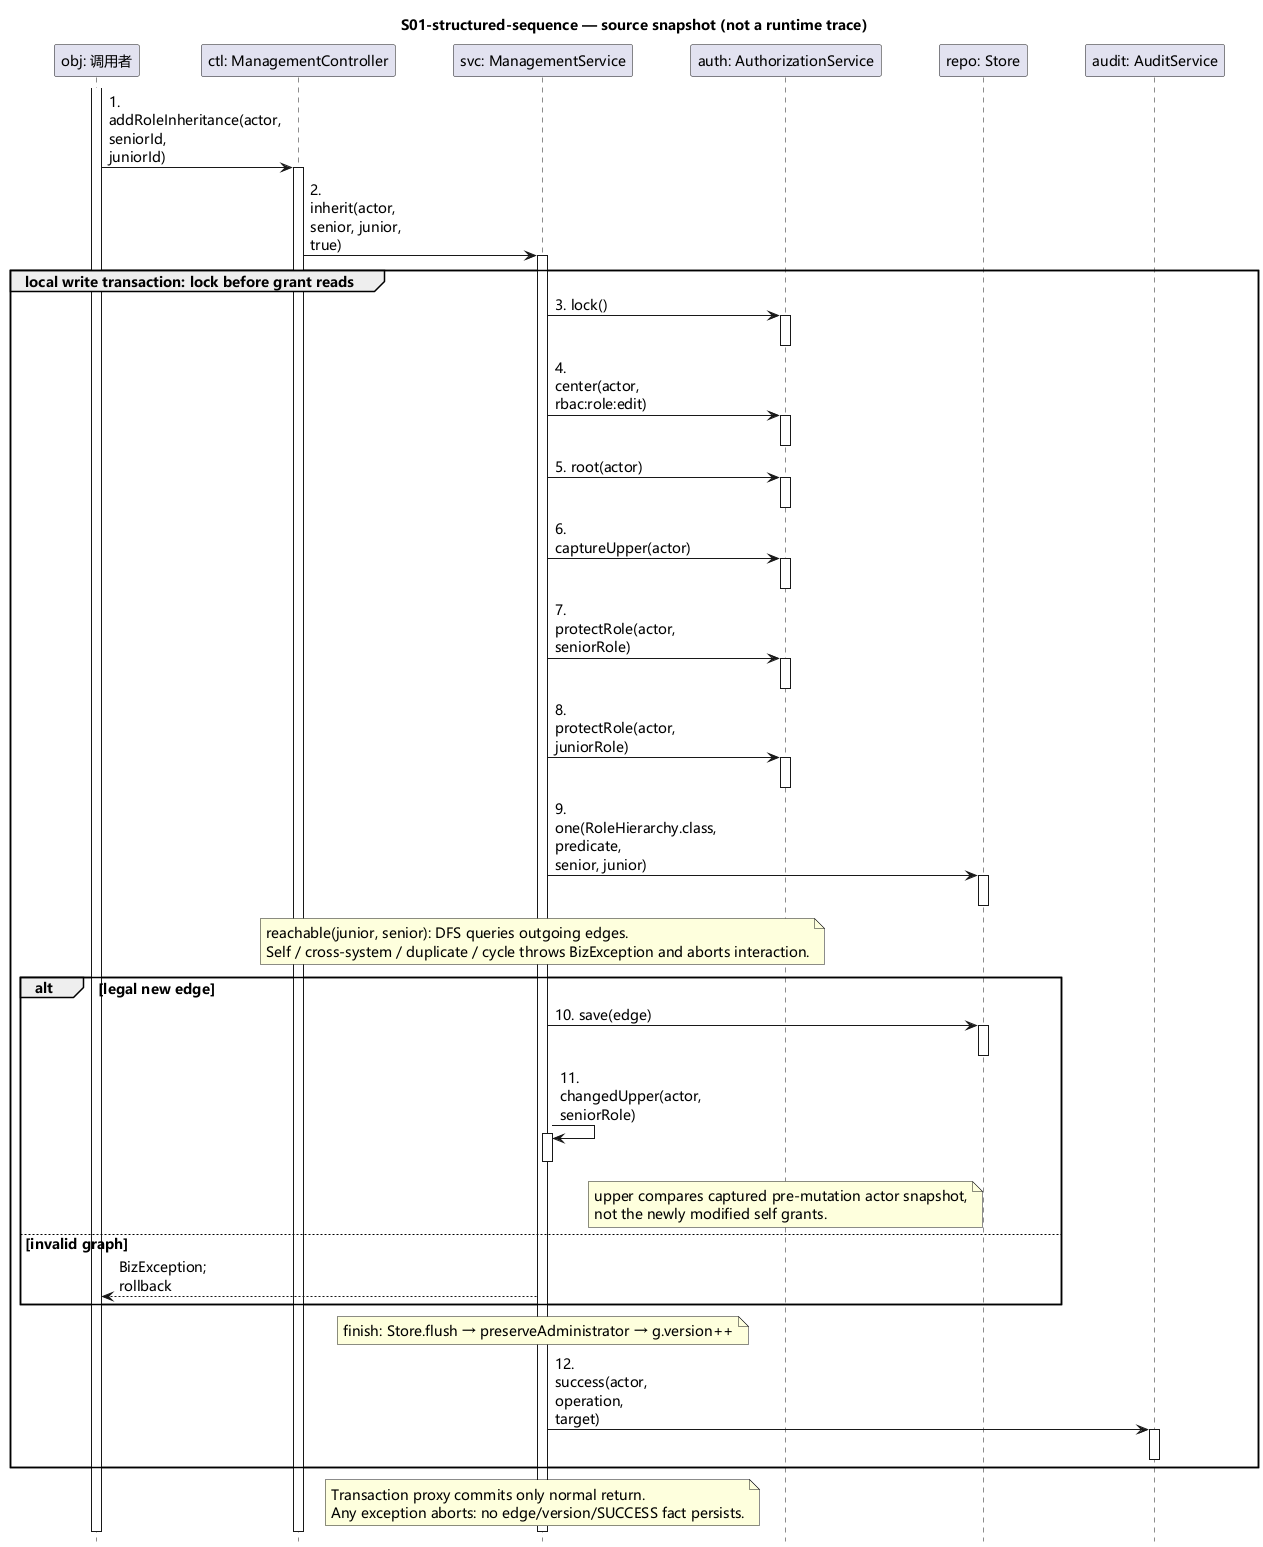 S01-structured-sequence — source snapshot (not a runtime trace)
obj: 调用者
ctl: ManagementController
svc: ManagementService
auth: AuthorizationService
repo: Store
audit: AuditService
1.
addRoleInheritance(actor,
seniorId,
juniorId)
2.
inherit(actor,
senior, junior,
true)
local write transaction: lock before grant reads
3. lock()
4.
center(actor,
rbac:role:edit)
5. root(actor)
6.
captureUpper(actor)
7.
protectRole(actor,
seniorRole)
8.
protectRole(actor,
juniorRole)
9.
one(RoleHierarchy.class,
predicate,
senior, junior)
reachable(junior, senior): DFS queries outgoing edges.
Self / cross-system / duplicate / cycle throws BizException and aborts interaction.
alt
[legal new edge]
10. save(edge)
11.
changedUpper(actor,
seniorRole)
upper compares captured pre-mutation actor snapshot,
not the newly modified self grants.
[invalid graph]
BizException;
rollback
finish: Store.flush → preserveAdministrator → g.version++
12.
success(actor,
operation,
target)
Transaction proxy commits only normal return.
Any exception aborts: no edge/version/SUCCESS fact persists.